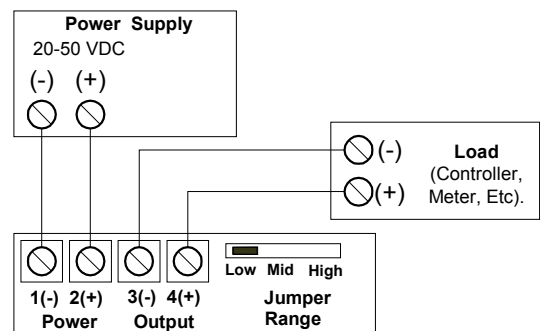 Power Supply
20-50 VDC
(-) (+)
(-)
(+)
Load
(Controller,
Meter, Etc).
Low Mid High
1(-) 2(+) 3(-) 4(+)
Power Output
Jumper
Range